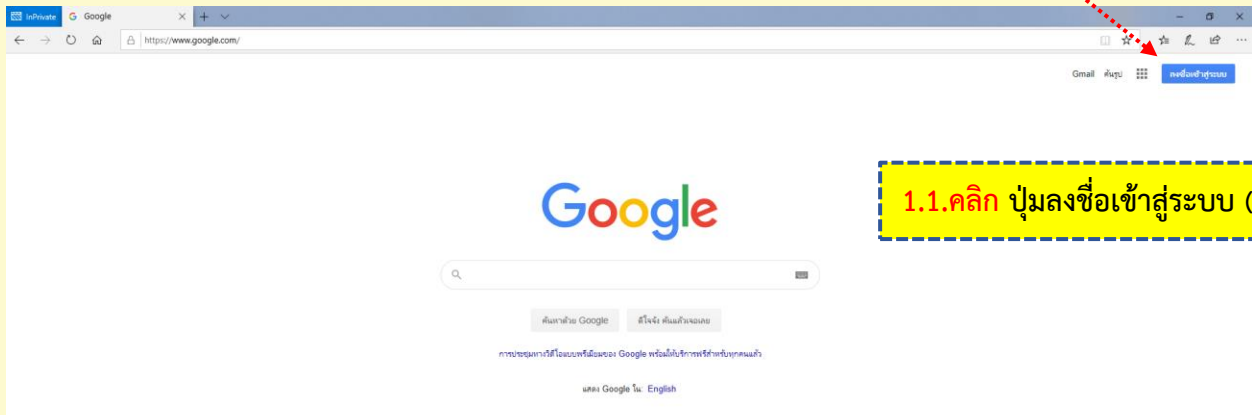 InPrivate Google
https://www.google.com/
Gmail ค้นรูป ลงชื่อเข้าสู่ระบบ
Google
1.1.คลิก ปุ่มลงชื่อเข้าสู่ระบบ (
ค้นหาด้วย Google ดีใจจัง ค้นแล้วเจอเลย
การประชุมทางวิดีโอแบบพรีเมียมของ Google พร้อมให้บริการฟรีสำหรับทุกคนแล้ว
แสดง Google ใน: English